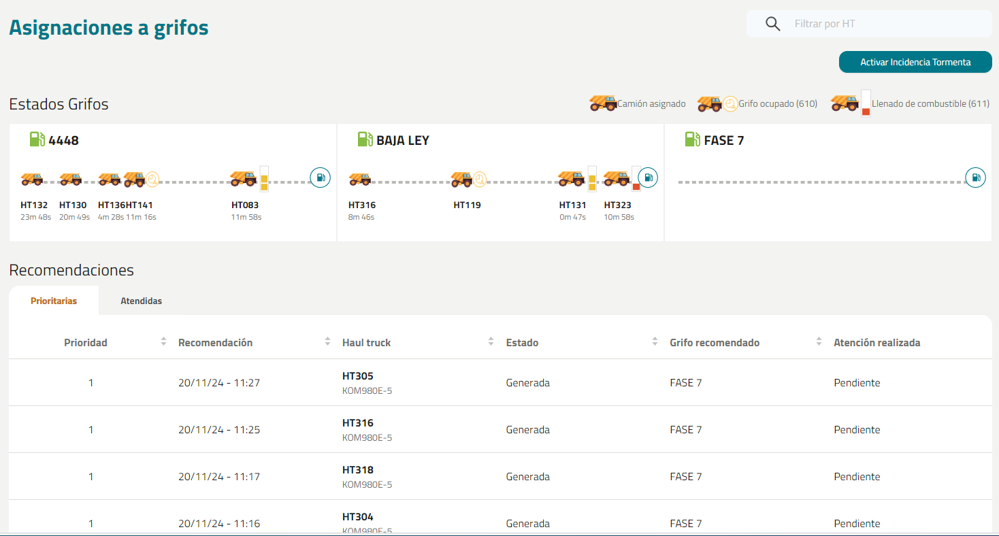 Asignaciones a grifos
Filtrar por HT
Activar Incidencia Tormenta
Estados Grifos
Camión asignado
Grifo ocupado (610)
Llenado de combustible (611)
4448
HT132 HT130 HT136 HT141 HT083
23m 48s 20m 49s 4m 28s 11m 16s 11m 58s
BAJA LEY
HT316 HT119 HT131 HT323
8m 46s 0m 47s 10m 58s
FASE 7
Recomendaciones
Prioritarias Atendidas
Prioridad Recomendación Haul truck Estado Grifo recomendado Atención realizada
1 20/11/24 - 11:27 HT305 Generada FASE 7 Pendiente
KOM980E-5
1 20/11/24 - 11:25 HT316 Generada FASE 7 Pendiente
KOM980E-5
1 20/11/24 - 11:17 HT318 Generada FASE 7 Pendiente
KOM980E-5
1 20/11/24 - 11:16 HT304 Generada FASE 7 Pendiente
KOM980E-5